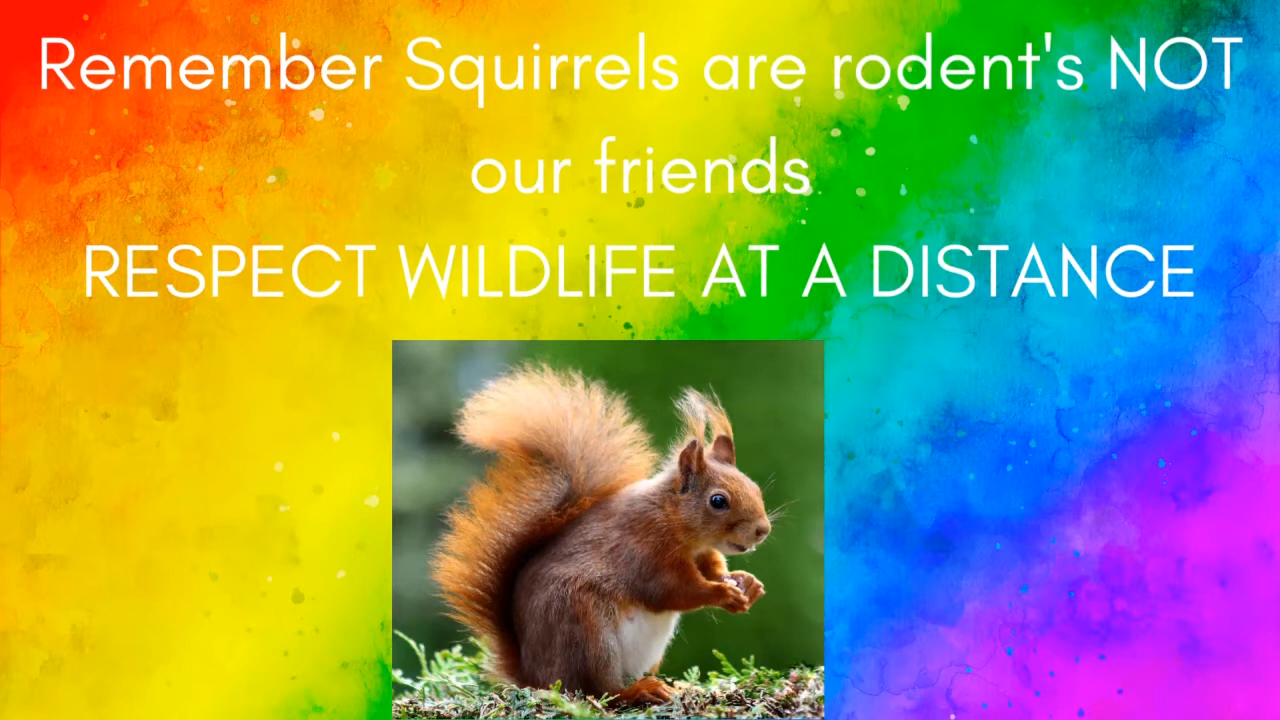 Remember Squirrels are rodent's NOT
our friends
RESPECT WILDLIFE AT A DISTANCE